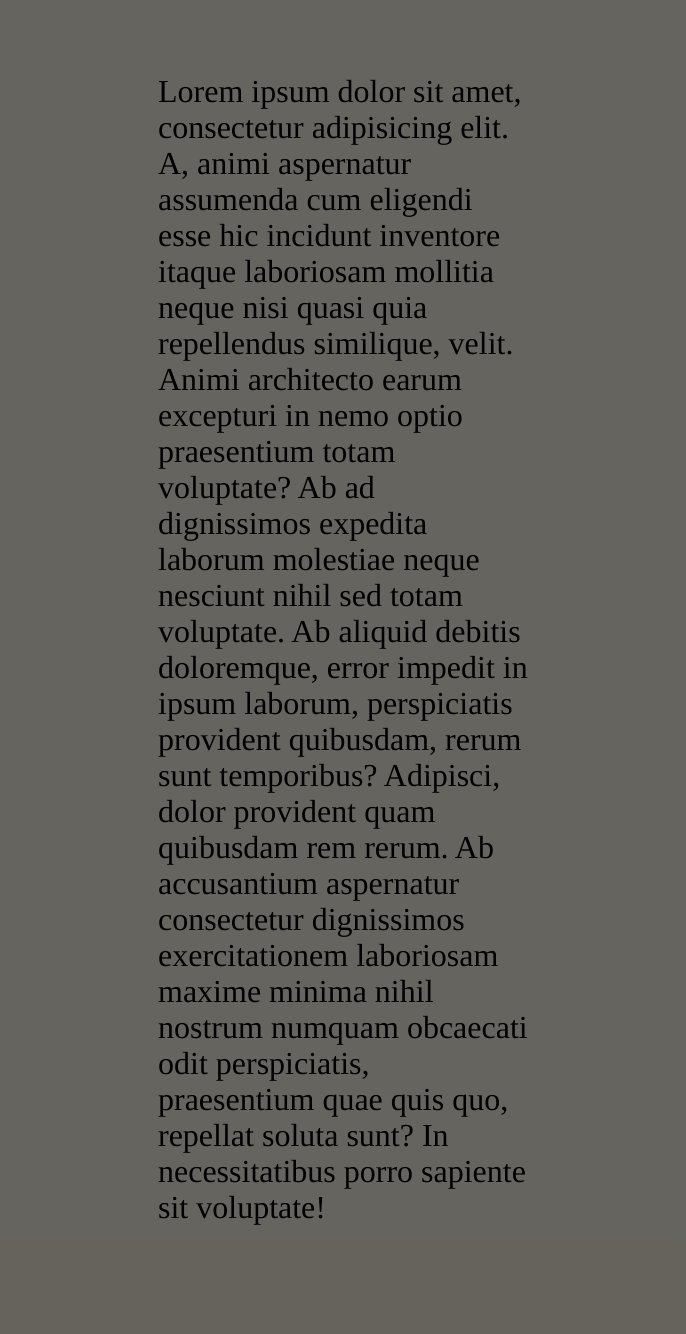 Lorem ipsum dolor sit amet,
consectetur adipisicing elit.
A, animi aspernatur
assumenda cum eligendi
esse hic incidunt inventore
itaque laboriosam mollitia
neque nisi quasi quia
repellendus similique, velit.
Animi architecto earum
excepturi in nemo optio
praesentium totam
voluptate? Ab ad
dignissimos expedita
laborum molestiae neque
nesciunt nihil sed totam
voluptate. Ab aliquid debitis
doloremque, error impedit in
ipsum laborum, perspiciatis
provident quibusdam, rerum
sunt temporibus? Adipisci,
dolor provident quam
quibusdam rem rerum. Ab
accusantium aspernatur
consectetur dignissimos
exercitationem laboriosam
maxime minima nihil
nostrum numquam obcaecati
odit perspiciatis,
praesentium quae quis quo,
repellat soluta sunt? In
necessitatibus porro sapiente
sit voluptate!